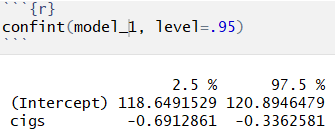 ```{r}
confint(model_1, level=.95)
```
2.5 % 97.5 %
(Intercept) 118.6491529 120.8946479
cigs -0.6912861 -0.3362581